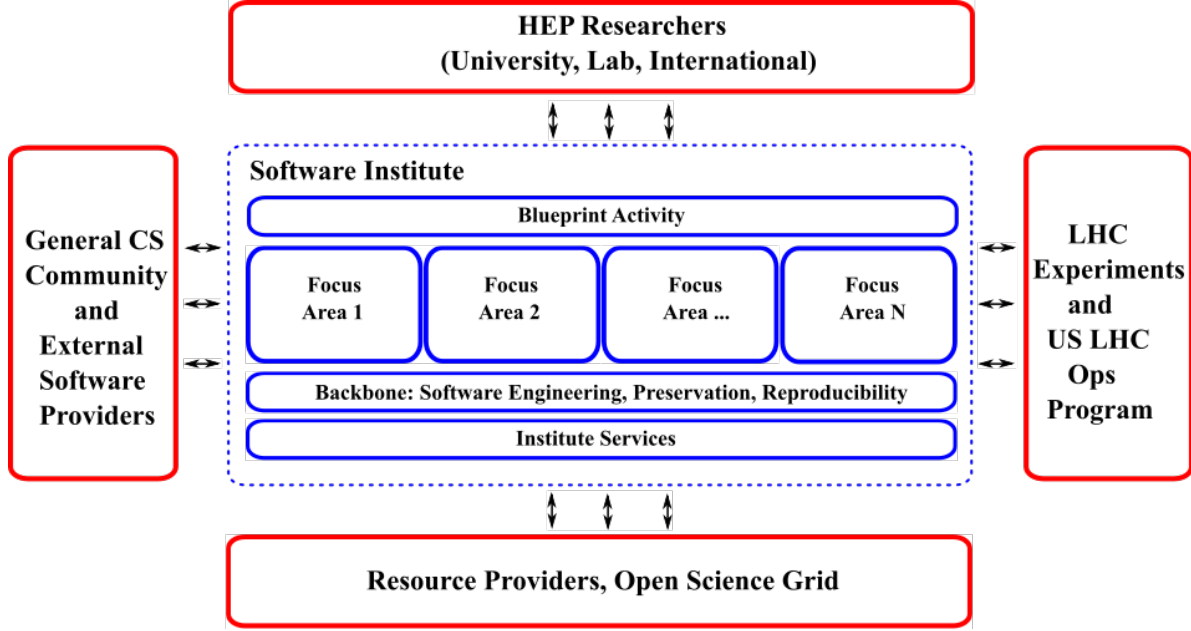 HEP Researchers
(University, Lab, International)
General CS
Community
and
External
Software
Providers
Software Institute
Blueprint Activity
Focus
Area 1
Focus
Area 2
Focus
Area ...
Focus
Area N
Backbone: Software Engineering, Preservation, Reproducibility
Institute Services
LHC
Experiments
and
US LHC
Ops
Program
Resource Providers, Open Science Grid